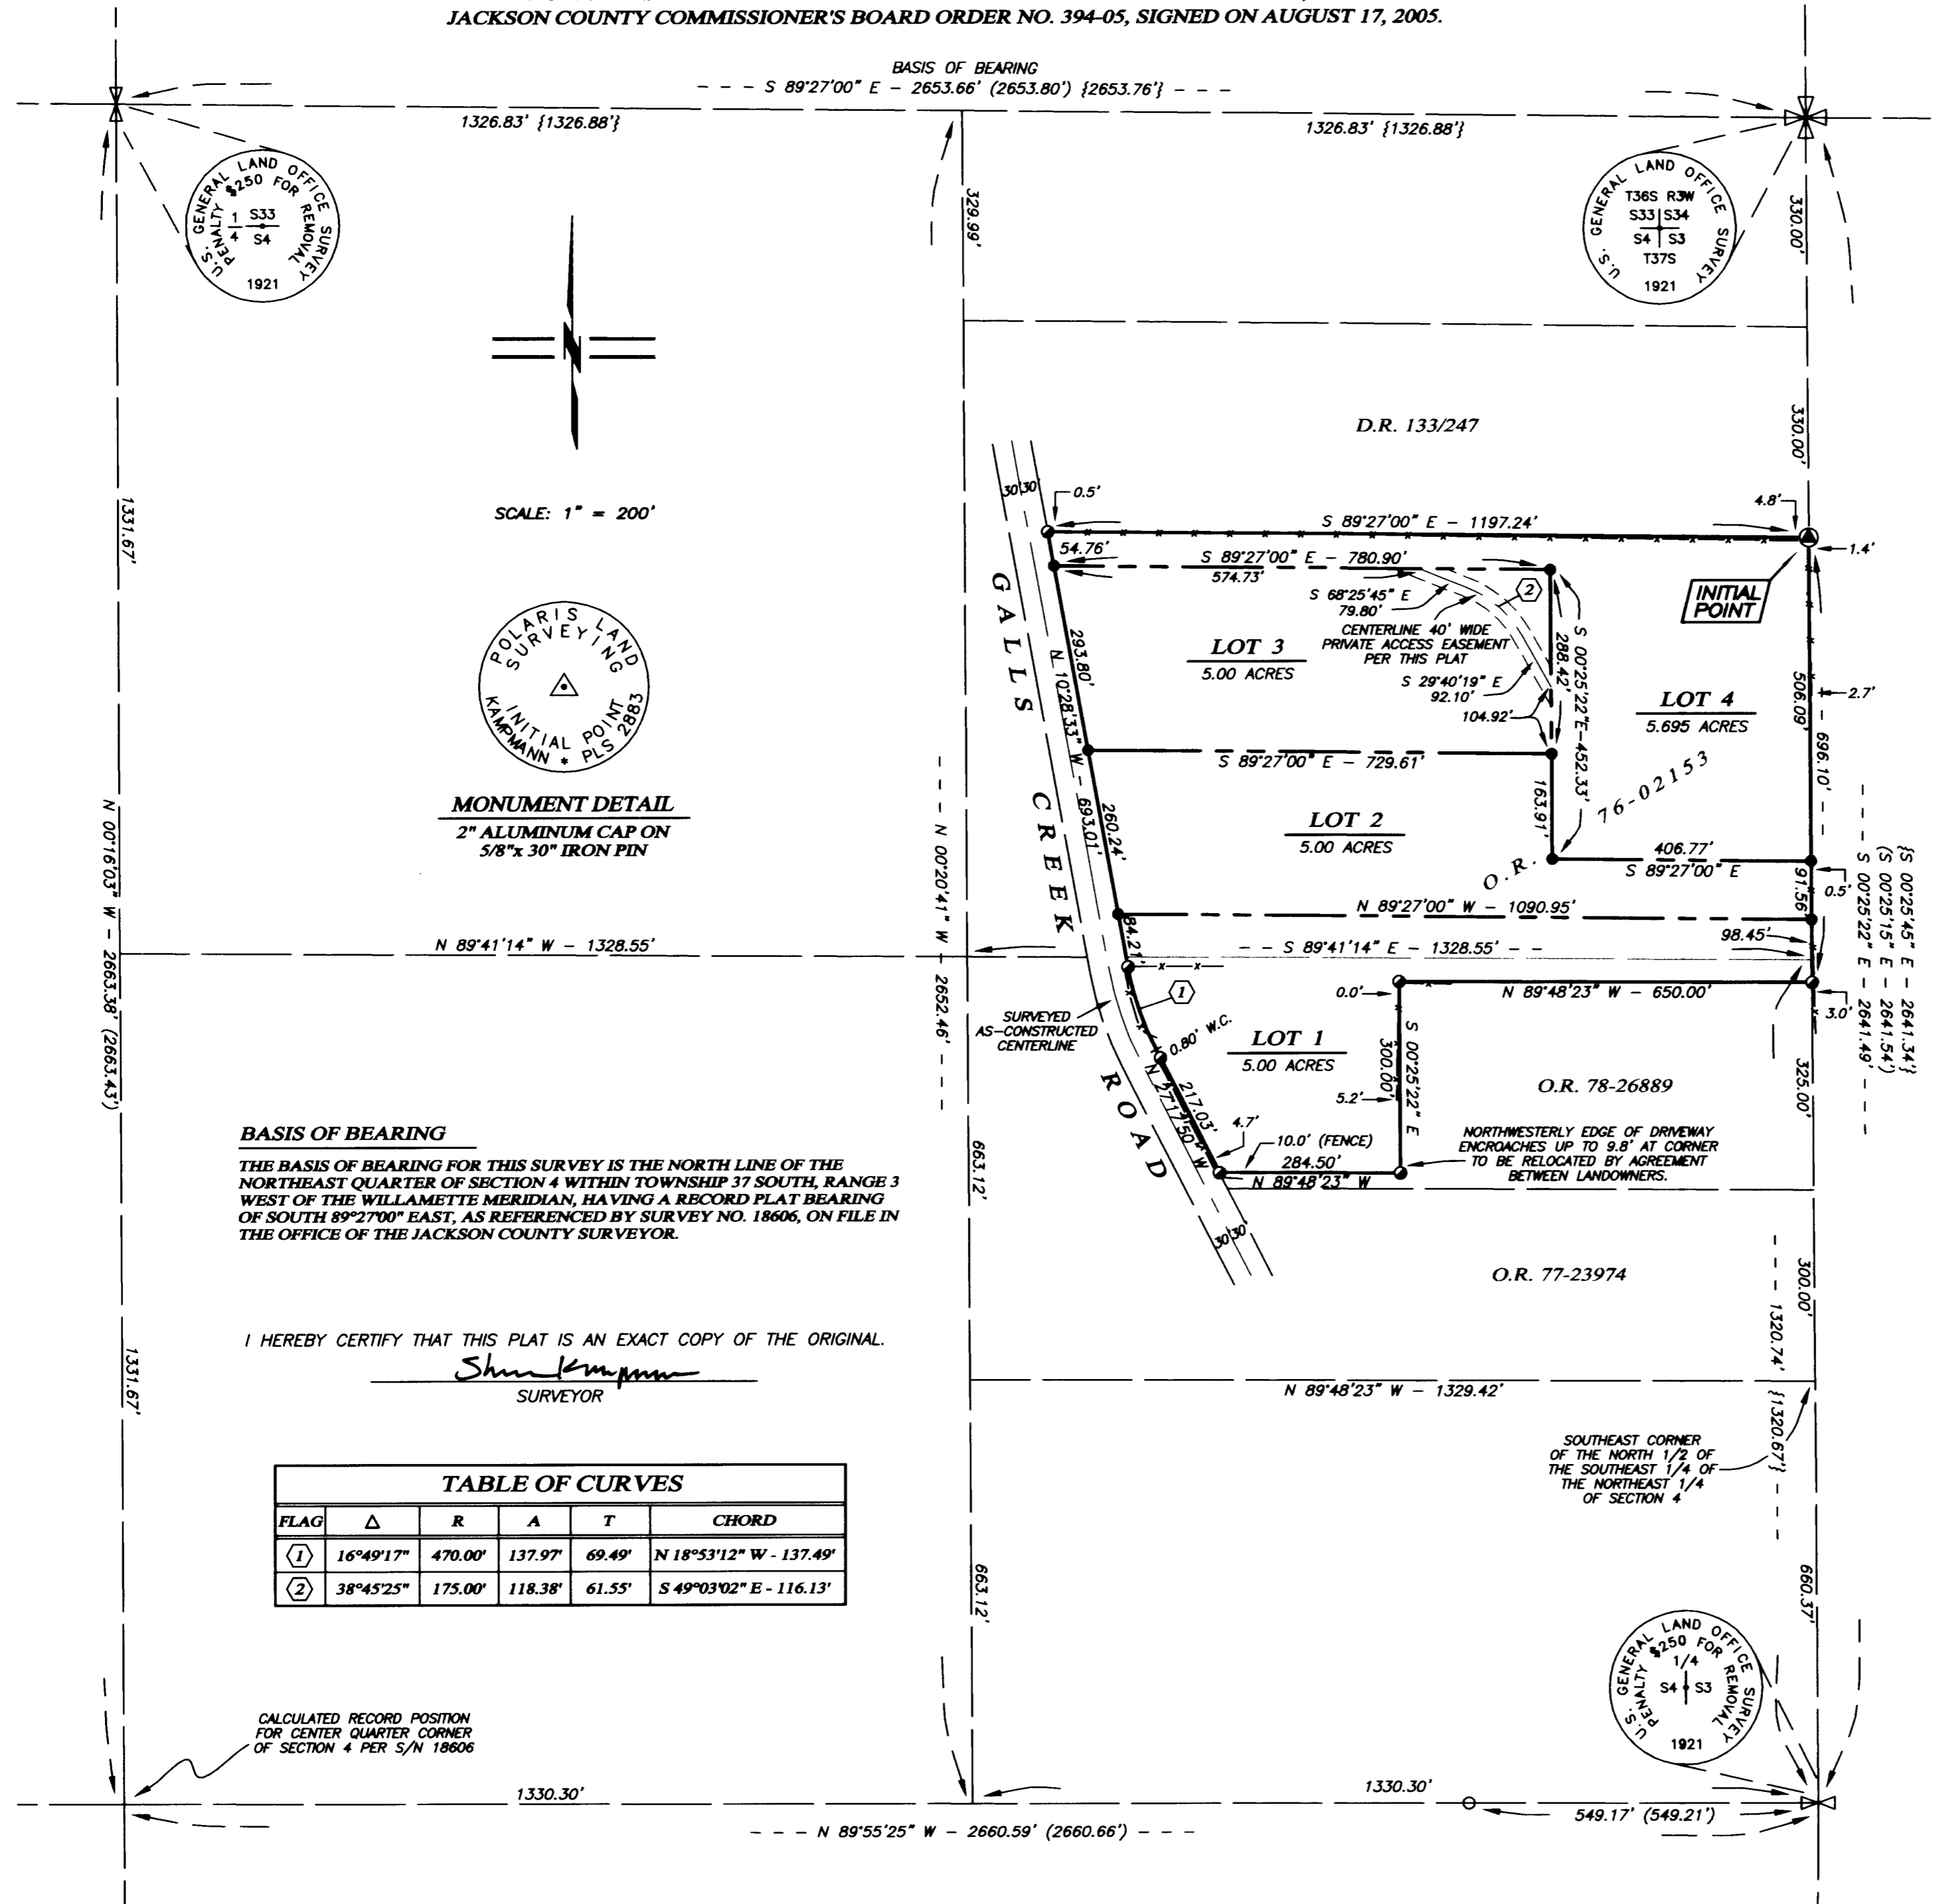 JACKSON COUNTY COMMISSIONER'S BOARD ORDER NO. 394-05, SIGNED ON AUGUST 17, 2005.
BASIS OF BEARING
- - - S 89°27'00" E - 2653.66' (2653.80') {2653.76'} - - -
1326.83' {1326.88'}
1326.83' {1326.88'}
U.S. GENERAL LAND OFFICE SURVEY
PENALTY $250 FOR REMOVAL
1/4 S33
S4
1921
U.S. GENERAL LAND OFFICE SURVEY
T36S R3W
S33 S34
S4 S3
T37S
1921
329.99'
330.00'
N
D.R. 133/247
330.00'
SCALE: 1" = 200'
1331.67'
30' 30'
0.5'
4.8'
S 89°27'00" E - 1197.24'
1.4'
54.76'
S 89°27'00" E - 780.90'
574.73'
S 68°25'45" E
79.80'
2
INITIAL
POINT
CENTERLINE 40' WIDE
PRIVATE ACCESS EASEMENT
PER THIS PLAT
LOT 3
5.00 ACRES
S 29°40'19" E
92.10'
104.92'
288.42'
S 00°25'22"E-452.33'
LOT 4
5.695 ACRES
506.09'
2.7'
696.10'
POLARIS LAND
SURVEYING
INITIAL POINT
KAMPMANN * PLS 2883
GALLS CREEK ROAD
293.80'
N 10°28'33" W - 693.01'
S 89°27'00" E - 729.61'
MONUMENT DETAIL
2" ALUMINUM CAP ON
5/8"x 30" IRON PIN
260.24'
LOT 2
5.00 ACRES
163.91'
O.R. 76-02153
406.77'
S 89°27'00" E
91.56'
0.5'
{S 00°25'45" E - 2641.34'}
(S 00°25'15" E - 2641.54')
- - S 00°25'22" E - 2641.49' - - -
N 00°16'03" W - 2663.38' (2663.43')
- - - N 00°20'41" W - 2652.46' - - -
N 89°27'00" W - 1090.95'
84.21'
98.45'
N 89°41'14" W - 1328.55'
- - S 89°41'14" E - 1328.55' - -
1
0.0'
N 89°48'23" W - 650.00'
3.0'
SURVEYED
AS-CONSTRUCTED
CENTERLINE
0.80' W.C.
LOT 1
5.00 ACRES
S 00°25'22" E
300.00'
5.2'
O.R. 78-26889
325.00'
217.03'
N 27°17'50" W
4.7'
10.0' (FENCE)
284.50'
N 89°48'23" W
NORTHWESTERLY EDGE OF DRIVEWAY
ENCROACHES UP TO 9.8' AT CORNER
TO BE RELOCATED BY AGREEMENT
BETWEEN LANDOWNERS.
BASIS OF BEARING
THE BASIS OF BEARING FOR THIS SURVEY IS THE NORTH LINE OF THE
NORTHEAST QUARTER OF SECTION 4 WITHIN TOWNSHIP 37 SOUTH, RANGE 3
WEST OF THE WILLAMETTE MERIDIAN, HAVING A RECORD PLAT BEARING
OF SOUTH 89°27'00" EAST, AS REFERENCED BY SURVEY NO. 18606, ON FILE IN
THE OFFICE OF THE JACKSON COUNTY SURVEYOR.
663.12'
30' 30'
O.R. 77-23974
300.00'
- - - 1320.74' {1320.67'} - - -
I HEREBY CERTIFY THAT THIS PLAT IS AN EXACT COPY OF THE ORIGINAL.
SURVEYOR
1331.67'
N 89°48'23" W - 1329.42'
SOUTHEAST CORNER
OF THE NORTH 1/2 OF
THE SOUTHEAST 1/4 OF
THE NORTHEAST 1/4
OF SECTION 4
TABLE OF CURVES
FLAG Δ R A T CHORD
1 16°49'17" 470.00' 137.97' 69.49' N 18°53'12" W - 137.49'
2 38°45'25" 175.00' 118.38' 61.55' S 49°03'02" E - 116.13'
663.12'
660.37'
U.S. GENERAL LAND OFFICE SURVEY
PENALTY $250 FOR REMOVAL
1/4
S4 S3
1921
CALCULATED RECORD POSITION
FOR CENTER QUARTER CORNER
OF SECTION 4 PER S/N 18606
1330.30'
1330.30'
549.17' (549.21')
- - - N 89°55'25" W - 2660.59' (2660.66') - - -